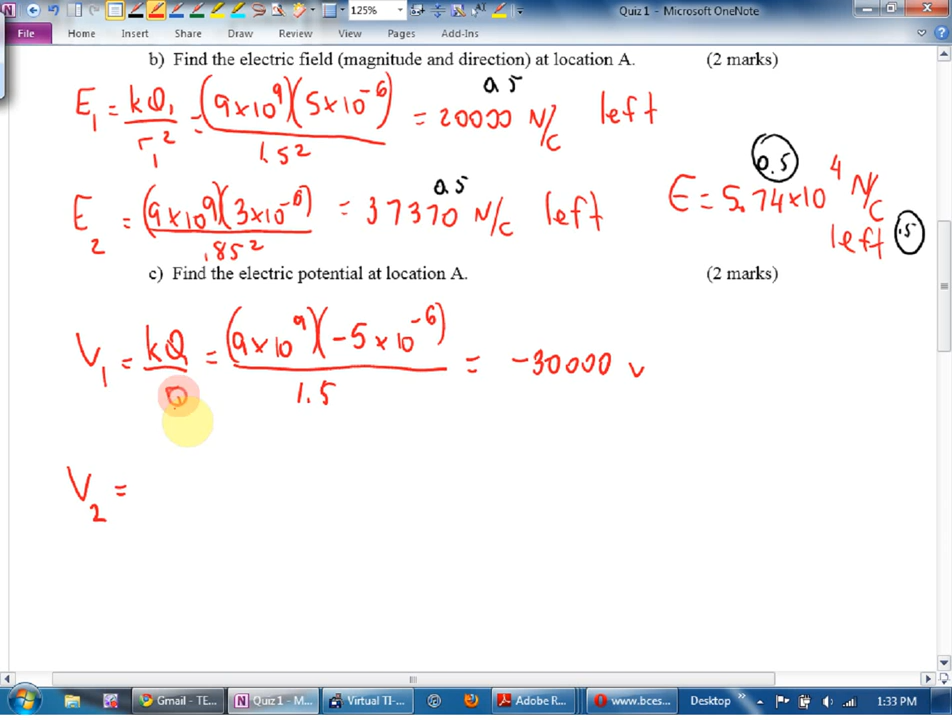 125%
Quiz 1 - Microsoft OneNote
File Home Insert Share Draw Review View Pages Add-Ins
b) Find the electric field (magnitude and direction) at location A. (2 marks)
0.5
E₁ = kQ₁/r₁² = (9×10⁹)(5×10⁻⁶)/1.5² = 20000 N/C left
0.5
E₂ = (9×10⁹)(3×10⁻⁶)/.85² = 37370 N/C left
0.5
E = 5.74×10⁴ N/C
left .5
c) Find the electric potential at location A. (2 marks)
V₁ = kQ/r = (9×10⁹)(-5×10⁻⁶)/1.5 = -30000 v
V₂ =
Gmail - TE... Quiz 1 - M... Virtual TI-... Adobe R... www.bces... Desktop » 1:33 PM